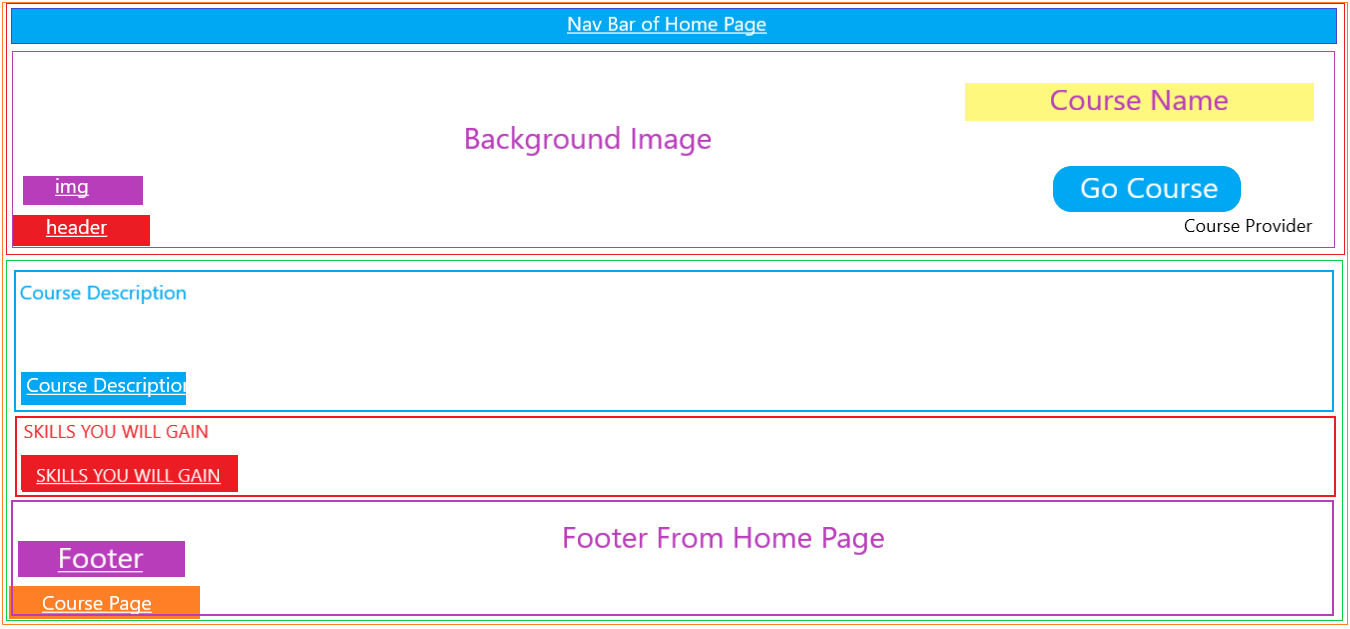 Nav Bar of Home Page
Course Name
Background Image
img
Go Course
header
Course Provider
Course Description
Course Description
SKILLS YOU WILL GAIN
SKILLS YOU WILL GAIN
Footer From Home Page
Footer
Course Page